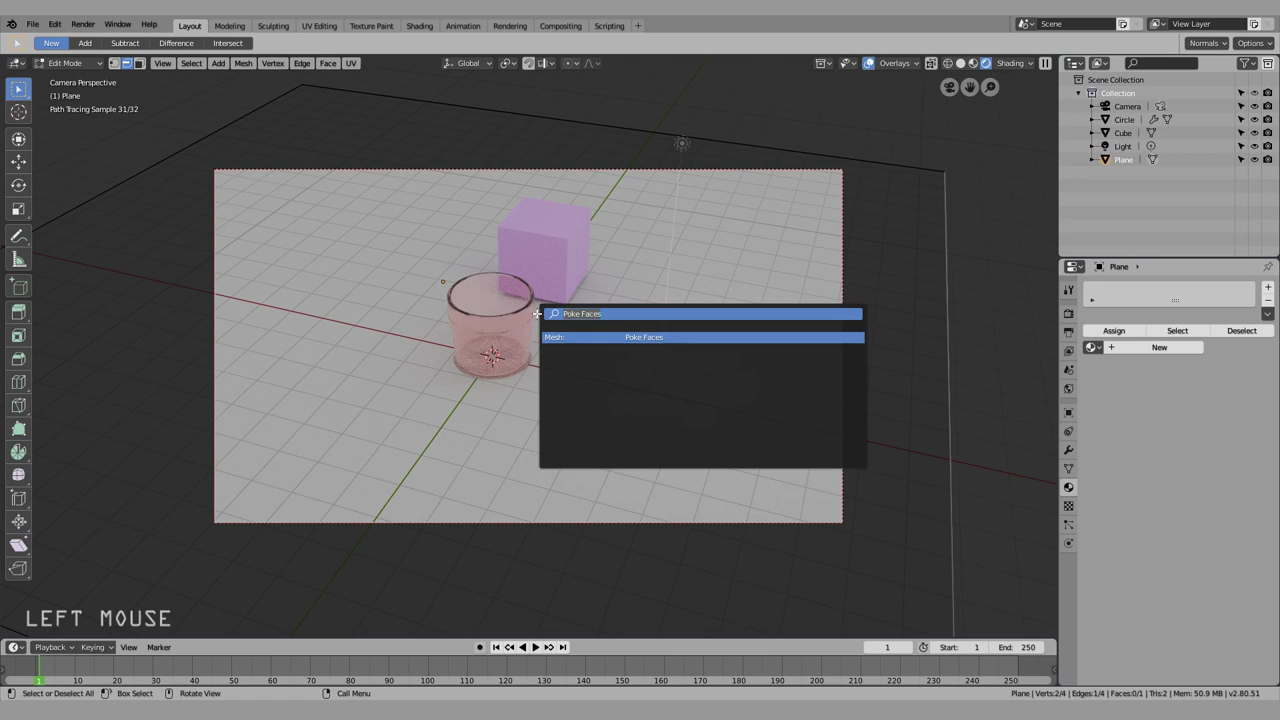 File Edit Render Window Help Layout Modeling Sculpting UV Editing Texture Paint Shading Animation Rendering Compositing Scripting + Scene View Layer
New Add Subtract Difference Intersect Normals Options
Edit Mode View Select Add Mesh Vertex Edge Face UV Global Overlays Shading
Camera Perspective
(1) Plane
Path Tracing Sample 31/32
Scene Collection
Collection
Camera
Circle
Cube
Light
Plane
Plane
Poke Faces
Mesh: Poke Faces
Assign Select Deselect
New
LEFT MOUSE
Playback Keying View Marker 1 Start: 1 End: 250
1 10 20 30 40 50 60 70 80 90 100 110 120 130 140 150 160 170 180 190 200 210 220 230 240 250
Select or Deselect All Box Select Rotate View Call Menu Plane | Verts:2/4 | Edges:1/4 | Faces:0/1 | Tris:2 | Mem: 50.9 MB | v2.80.51